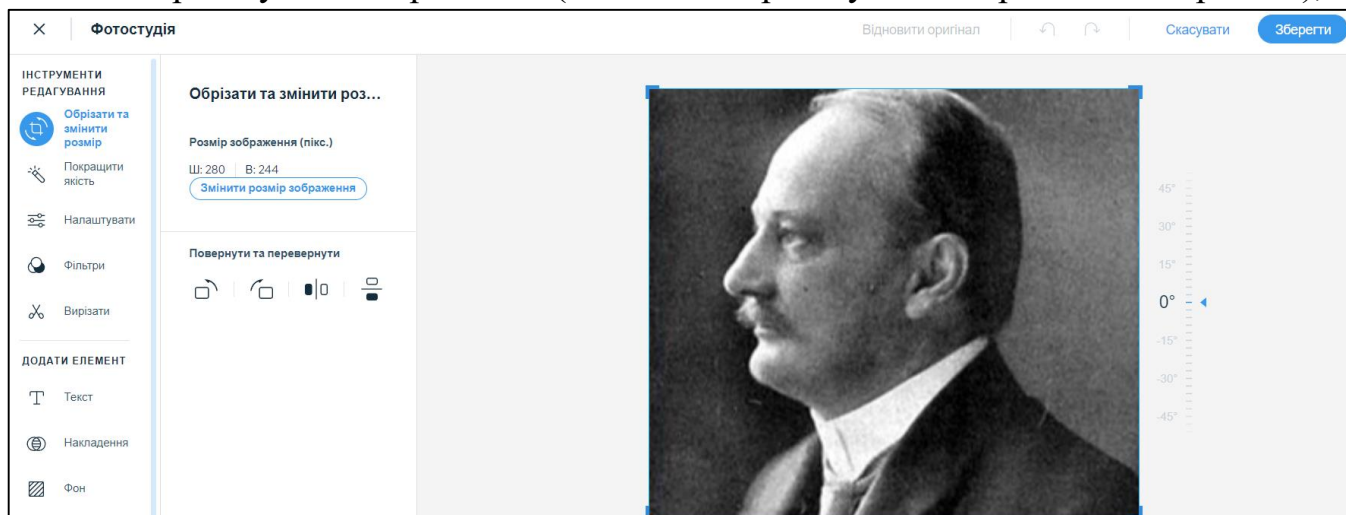 Фотостудія
Відновити оригінал
Скасувати
Зберегти
ІНСТРУМЕНТИ
РЕДАГУВАННЯ
Обрізати та
змінити
розмір
Покращити
якість
Налаштувати
Фільтри
Вирізати
ДОДАТИ ЕЛЕМЕНТ
Текст
Накладення
Фон
Обрізати та змінити роз...
Розмір зображення (пікс.)
Ш: 280 | В: 244
Змінити розмір зображення
Повернути та перевернути
45°
30°
15°
0°
-15°
-30°
-45°